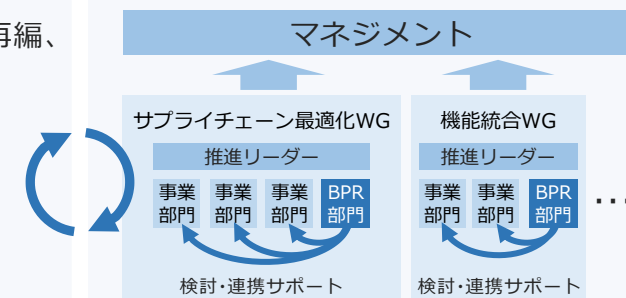 再編、
マネジメント
サプライチェーン最適化WG
推進リーダー
事業
部門
事業
部門
事業
部門
BPR
部門
検討･連携サポート
機能統合WG
推進リーダー
事業
部門
事業
部門
BPR
部門
検討･連携サポート
…